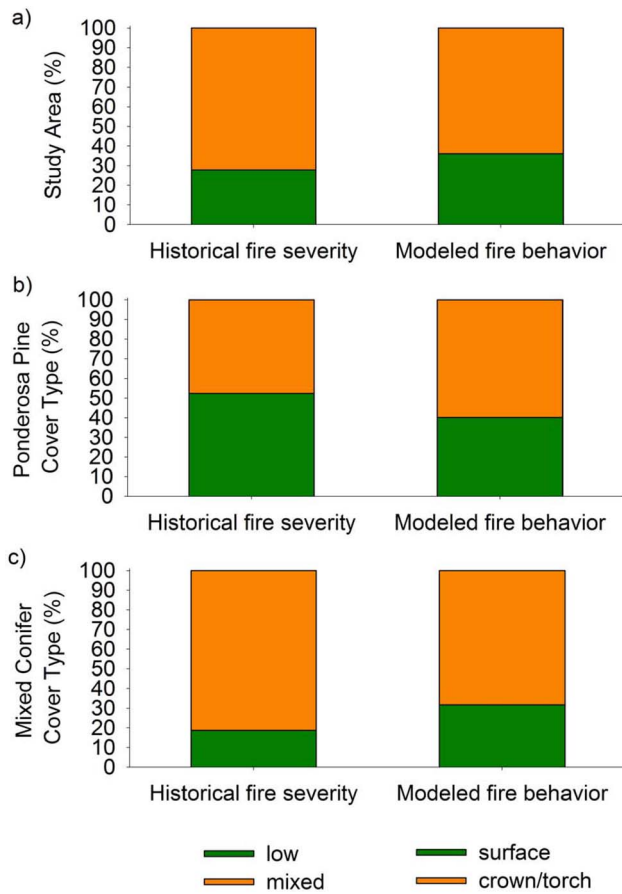 a)
Study Area (%)
100
90
80
70
60
50
40
30
20
10
0
Historical fire severity
Modeled fire behavior
b)
Ponderosa Pine
Cover Type (%)
100
90
80
70
60
50
40
30
20
10
0
Historical fire severity
Modeled fire behavior
c)
Mixed Conifer
Cover Type (%)
100
90
80
70
60
50
40
30
20
10
0
Historical fire severity
Modeled fire behavior
low
mixed
surface
crown/torch